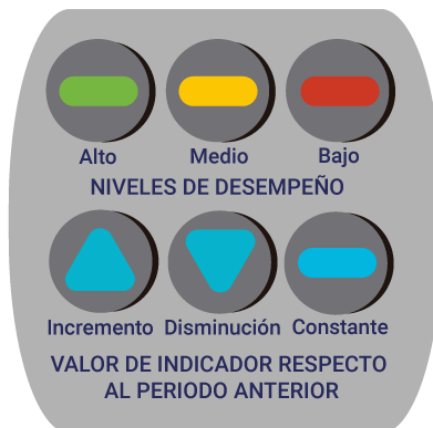 Alto Medio Bajo
NIVELES DE DESEMPEÑO
Incremento Disminución Constante
VALOR DE INDICADOR RESPECTO
AL PERIODO ANTERIOR